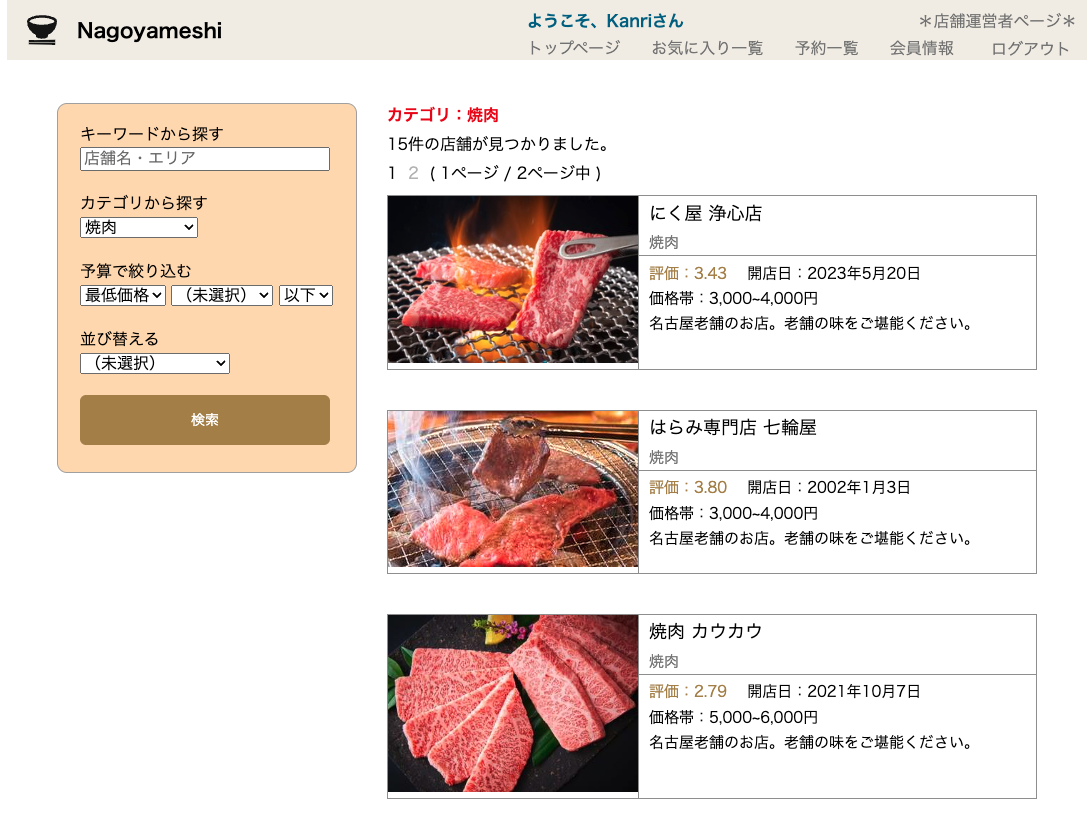 Nagoyameshi
ようこそ、Kanriさん
＊店舗運営者ページ＊
トップページ お気に入り一覧 予約一覧 会員情報 ログアウト
キーワードから探す
店舗名・エリア
カテゴリから探す
焼肉
予算で絞り込む
最低価格 （未選択） 以下
並び替える
（未選択）
検索
カテゴリ：焼肉
15件の店舗が見つかりました。
1 2 ( 1ページ / 2ページ中 )
にく屋 浄心店
焼肉
評価：3.43 開店日：2023年5月20日
価格帯：3,000~4,000円
名古屋老舗のお店。老舗の味をご堪能ください。
はらみ専門店 七輪屋
焼肉
評価：3.80 開店日：2002年1月3日
価格帯：3,000~4,000円
名古屋老舗のお店。老舗の味をご堪能ください。
焼肉 カウカウ
焼肉
評価：2.79 開店日：2021年10月7日
価格帯：5,000~6,000円
名古屋老舗のお店。老舗の味をご堪能ください。